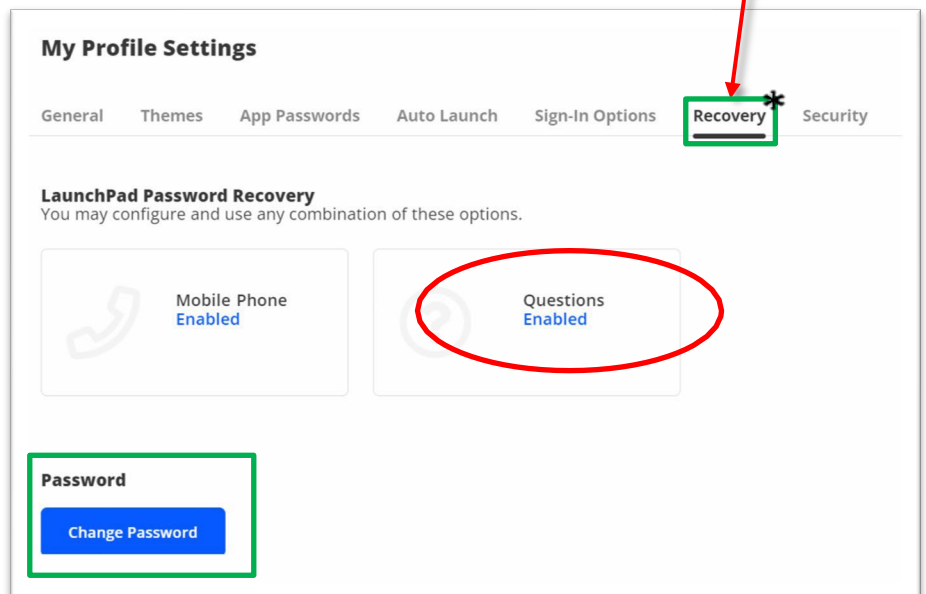 My Profile Settings
General Themes App Passwords Auto Launch Sign-In Options Recovery* Security
LaunchPad Password Recovery
You may configure and use any combination of these options.
Mobile Phone
Enabled
Questions
Enabled
Password
Change Password